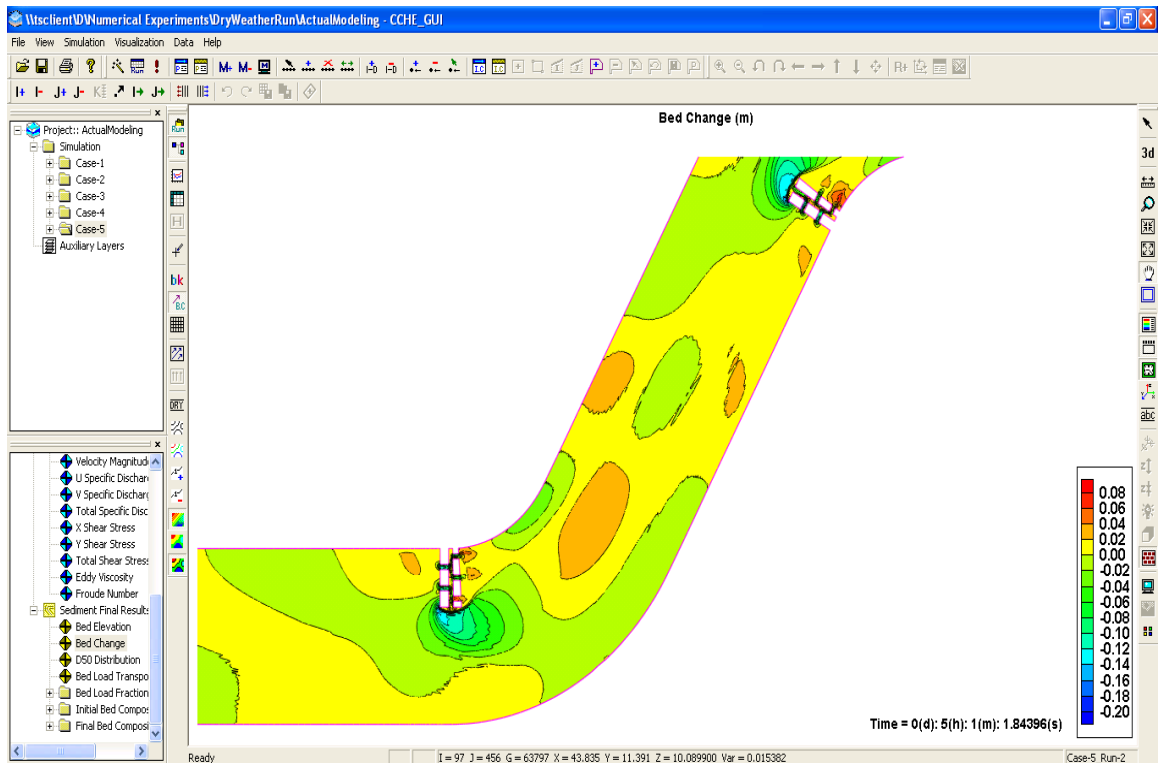 \\tsclient\D\Numerical Experiments\DryWeatherRun\ActualModeling - CCHE_GUI
File View Simulation Visualization Data Help
Run M+ M- M I.C I.C R+
I+ I- J+ J- I+ J+
Project:: ActualModeling
Simulation
Case-1
Case-2
Case-3
Case-4
Case-5
Auxiliary Layers
Run
H
bk
B.C
DRY
Bed Change (m)
3d
abc
Velocity Magnitud
U Specific Dischar
V Specific Discharg
Total Specific Disc
X Shear Stress
Y Shear Stress
Total Shear Stress
Eddy Viscosity
Froude Number
Sediment Final Results
Bed Elevation
Bed Change
D50 Distribution
Bed Load Transpo
Bed Load Fraction
Initial Bed Compos
Final Bed Composi
0.08
0.06
0.04
0.02
0.00
-0.02
-0.04
-0.06
-0.08
-0.10
-0.12
-0.14
-0.16
-0.18
-0.20
Time = 0(d): 5(h): 1(m): 1.84396(s)
Ready
I = 97 J = 456 G = 63797 X = 43.835 Y = 11.391 Z = 10.089900 Var = 0.015382
Case-5 Run-2